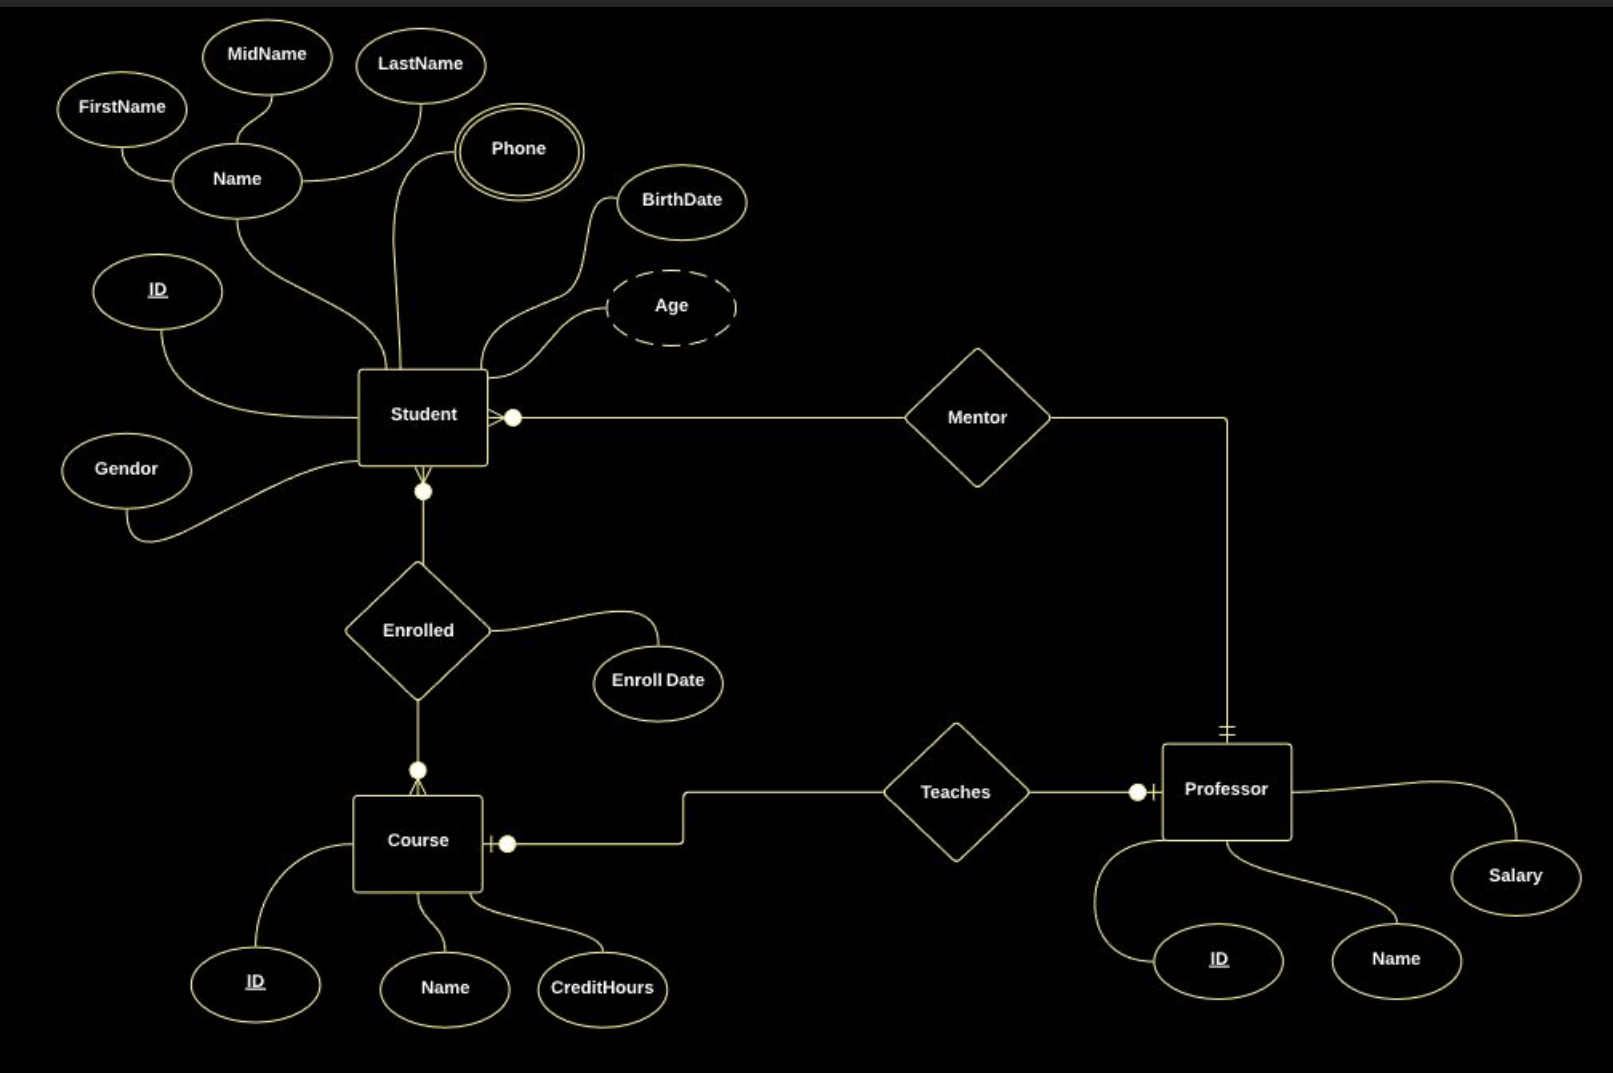 MidName
LastName
FirstName
Phone
Name
BirthDate
ID
Age
Student
Mentor
Gendor
Enrolled
Enroll Date
Professor
Teaches
Course
Salary
ID
Name
ID
Name
CreditHours